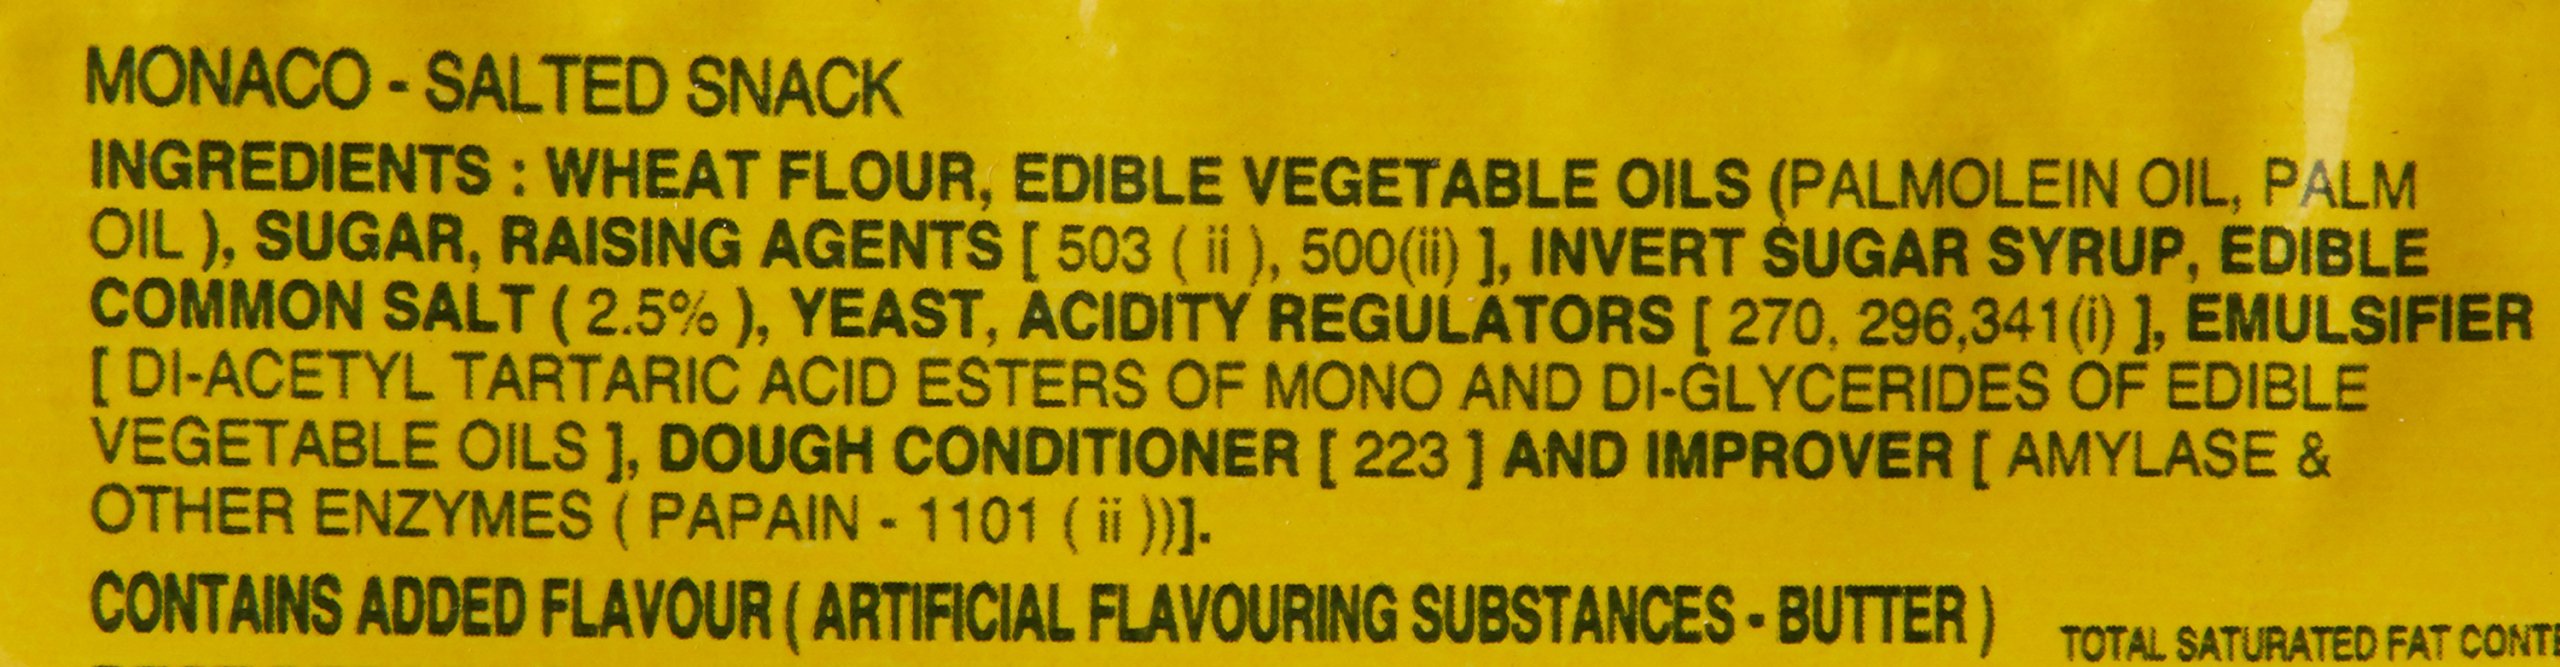 MONACO - SALTED SNACK
INGREDIENTS : WHEAT FLOUR, EDIBLE VEGETABLE OILS (PALMOLEIN OIL, PALM
OIL ), SUGAR, RAISING AGENTS [ 503 ( ii ), 500(ii) ], INVERT SUGAR SYRUP, EDIBLE
COMMON SALT ( 2.5% ), YEAST, ACIDITY REGULATORS [ 270, 296,341(i) ], EMULSIFIER
[ DI-ACETYL TARTARIC ACID ESTERS OF MONO AND DI-GLYCERIDES OF EDIBLE
VEGETABLE OILS ], DOUGH CONDITIONER [ 223 ] AND IMPROVER [ AMYLASE &
OTHER ENZYMES ( PAPAIN - 1101 ( ii ))].
CONTAINS ADDED FLAVOUR ( ARTIFICIAL FLAVOURING SUBSTANCES - BUTTER )
TOTAL SATURATED FAT